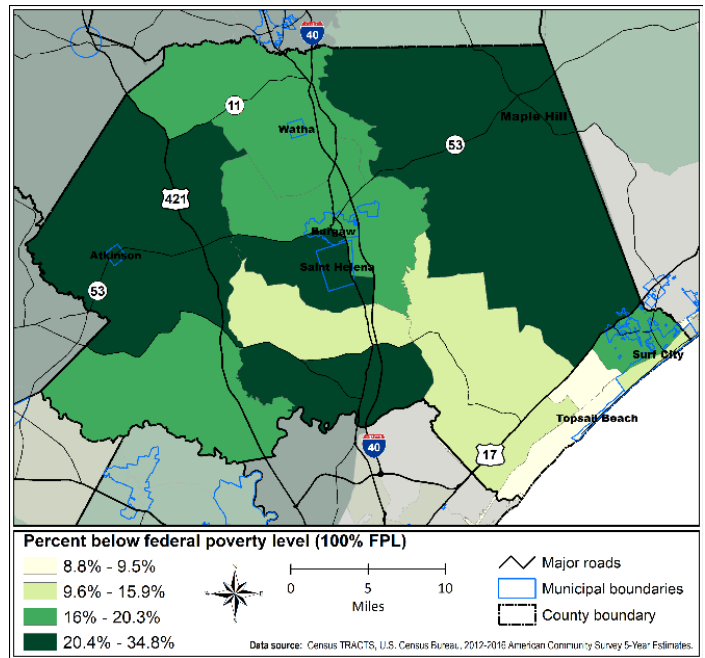 40
11
Watha
Maple Hill
53
421
Burgaw
Atkinson
Saint Helena
53
Surf City
Topsail Beach
17
40
Percent below federal poverty level (100% FPL)
8.8% - 9.5%
9.6% - 15.9%
16% - 20.3%
20.4% - 34.8%
0 5 10
Miles
Major roads
Municipal boundaries
County boundary
Data source: Census TRACTS, U.S. Census Bureau, 2012-2016 American Community Survey 5-Year Estimates.